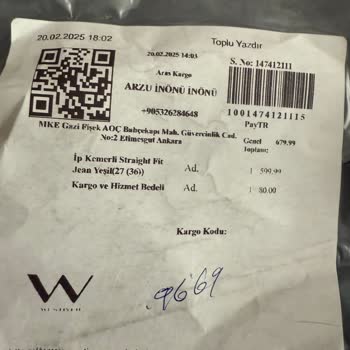 20.02.2025 18:02
Toplu Yazdır
20.02.2025 14:03
S. No: 147412111
Aras Kargo
ARZU İNÖNÜ İNÖNÜ
+905326284648
1001474121115
PayTR
MKE Gazi Fişek AOÇ Bahçekapı Mah. Güvercinlik Cad.
No:2 Etimesgut Ankara
Genel
Toplam:
679.99
İp Kemerli Straight Fit
Jean Yeşil(27 (36))
Ad.
1
599.99
Kargo ve Hizmet Bedeli
Ad.
1
80.00
Kargo Kodu:
9669
W